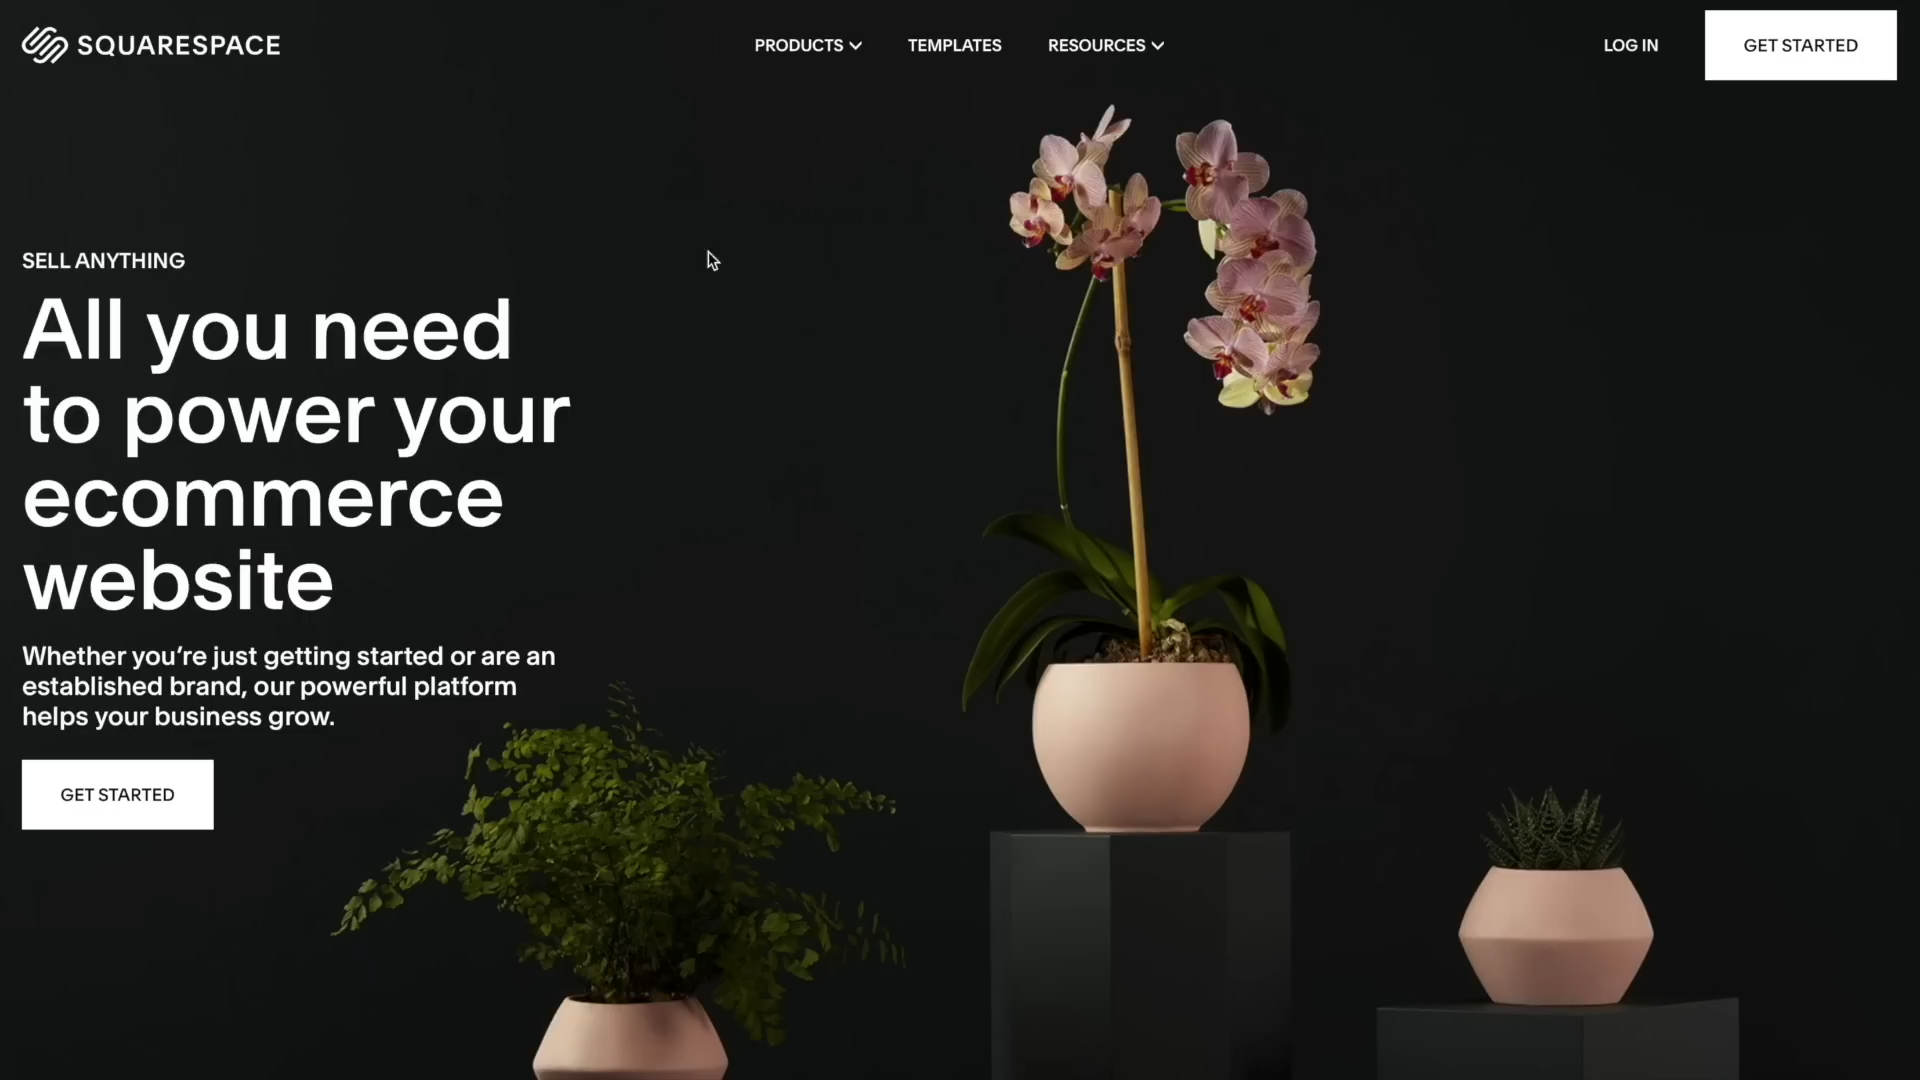 SQUARESPACE
PRODUCTS
TEMPLATES
RESOURCES
LOG IN
GET STARTED
SELL ANYTHING
All you need
to power your
ecommerce
website
Whether you’re just getting started or are an
established brand, our powerful platform
helps your business grow.
GET STARTED